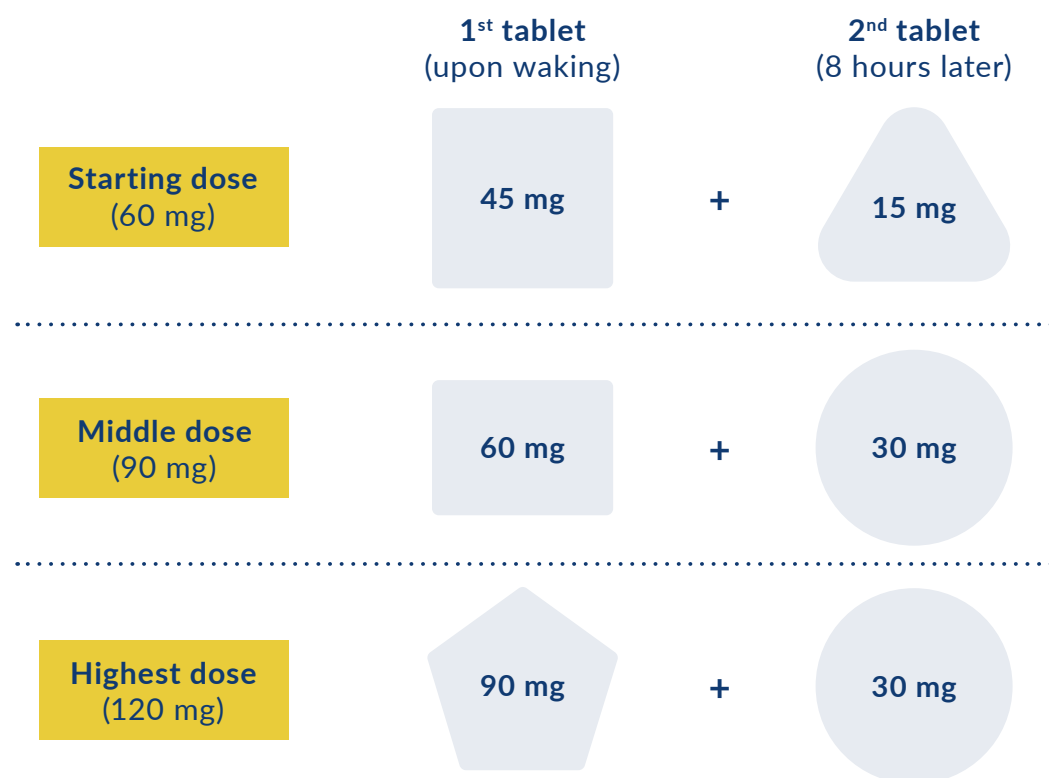 1st tablet
(upon waking)
2nd tablet
(8 hours later)
Starting dose
(60 mg)
45 mg
+
15 mg
Middle dose
(90 mg)
60 mg
+
30 mg
Highest dose
(120 mg)
90 mg
+
30 mg